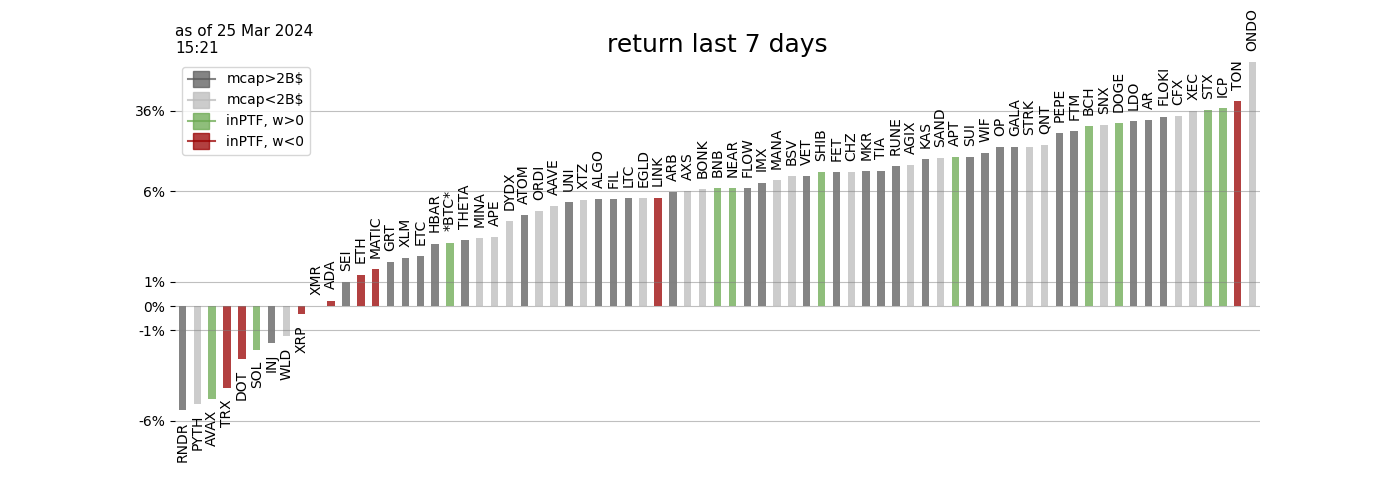 as of 25 Mar 2024
15:21
return last 7 days
mcap>2B$
mcap<2B$
inPTF, w>0
inPTF, w<0
36%
6%
1%
0%
-1%
-6%
RNDR
PYTH
AVAX
TRX
DOT
SOL
INJ
WLD
XRP
XMR
ADA
SEI
ETH
MATIC
GRT
XLM
ETC
HBAR
*BTC*
THETA
MINA
APE
DYDX
ATOM
ORDI
AAVE
UNI
XTZ
ALGO
FIL
LTC
EGLD
LINK
ARB
AXS
BONK
BNB
NEAR
FLOW
IMX
MANA
BSV
VET
SHIB
FET
CHZ
MKR
TIA
RUNE
AGIX
KAS
SAND
APT
SUI
WIF
OP
GALA
STRK
QNT
PEPE
FTM
BCH
SNX
DOGE
LDO
AR
FLOKI
CFX
XEC
STX
ICP
TON
ONDO